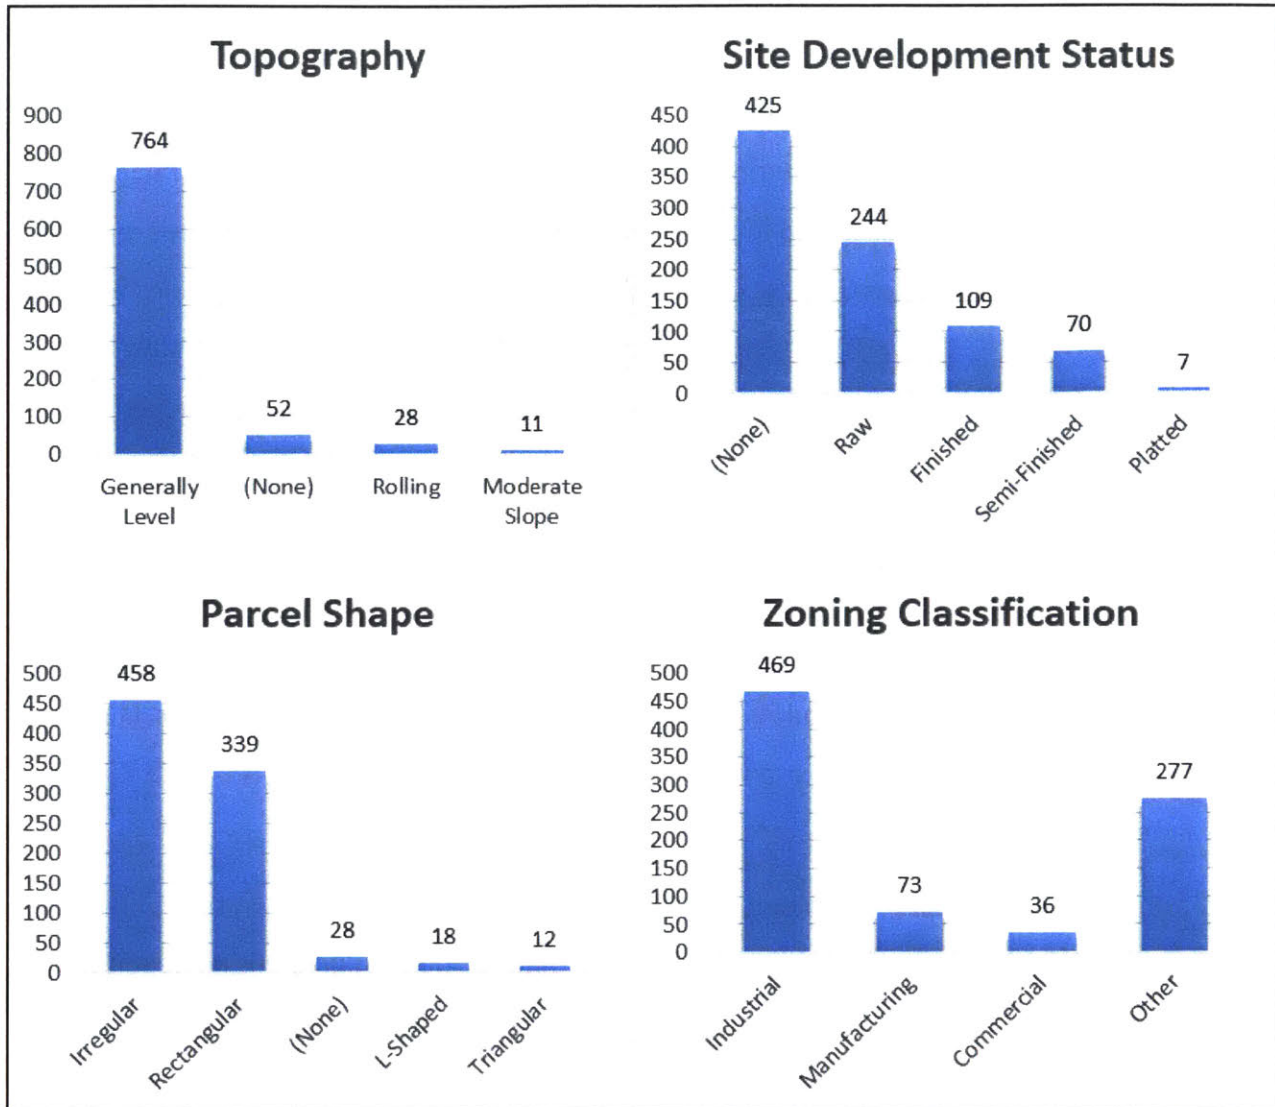 Topography
900
800
700
600
500
400
300
200
100
0
764
52
28
11
Generally Level
(None)
Rolling
Moderate Slope
Site Development Status
450
400
350
300
250
200
150
100
50
0
425
244
109
70
7
(None)
Raw
Finished
Semi-Finished
Platted
Parcel Shape
500
450
400
350
300
250
200
150
100
50
0
458
339
28
18
12
Irregular
Rectangular
(None)
L-Shaped
Triangular
Zoning Classification
500
450
400
350
300
250
200
150
100
50
0
469
73
36
277
Industrial
Manufacturing
Commercial
Other